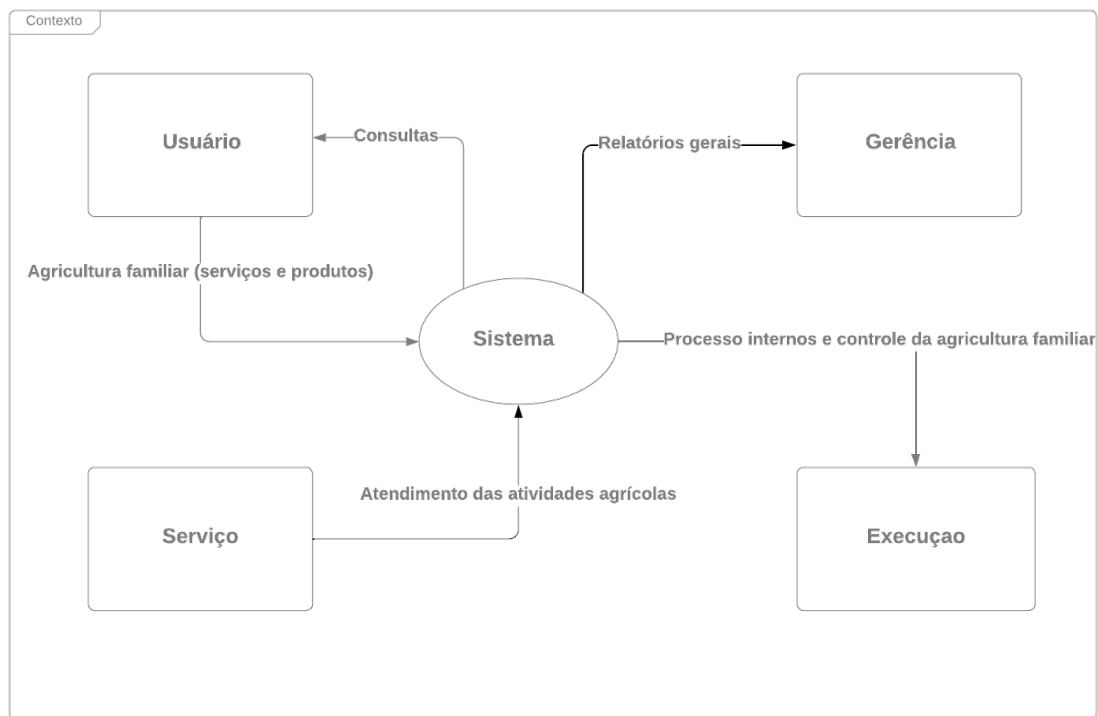 Contexto
Usuário
Consultas
Relatórios gerais
Gerência
Agricultura familiar (serviços e produtos)
Sistema
Processo internos e controle da agricultura familiar
Atendimento das atividades agrícolas
Serviço
Execuçao